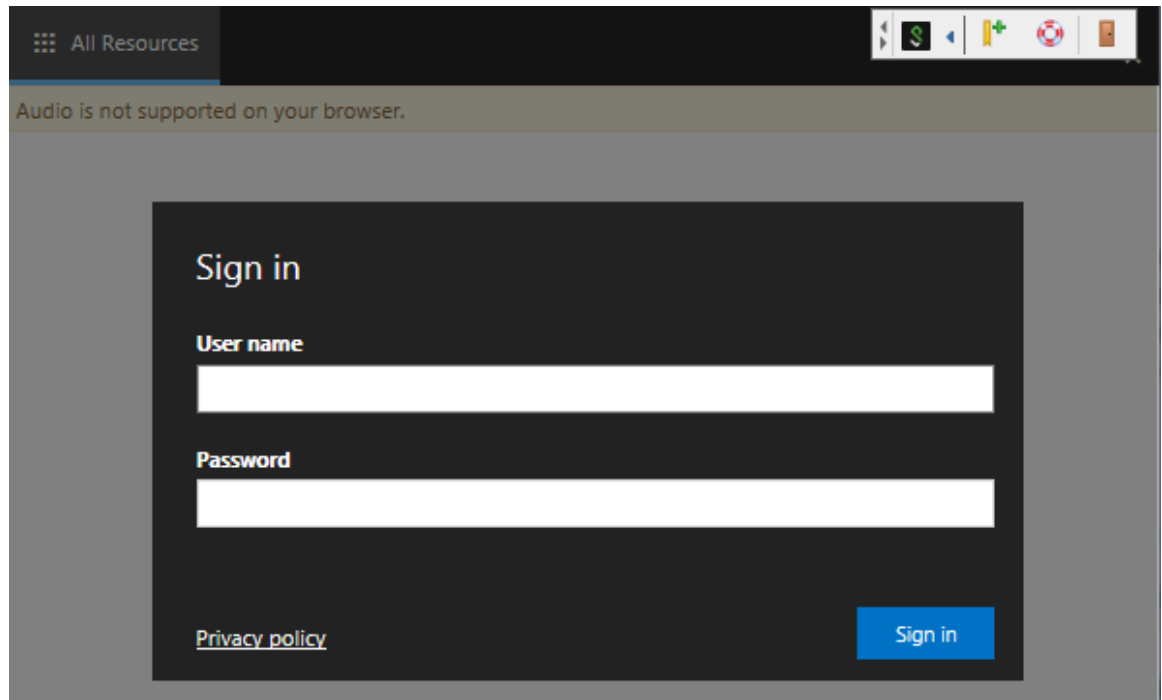 All Resources
Audio is not supported on your browser.
Sign in
User name
Password
Privacy policy
Sign in